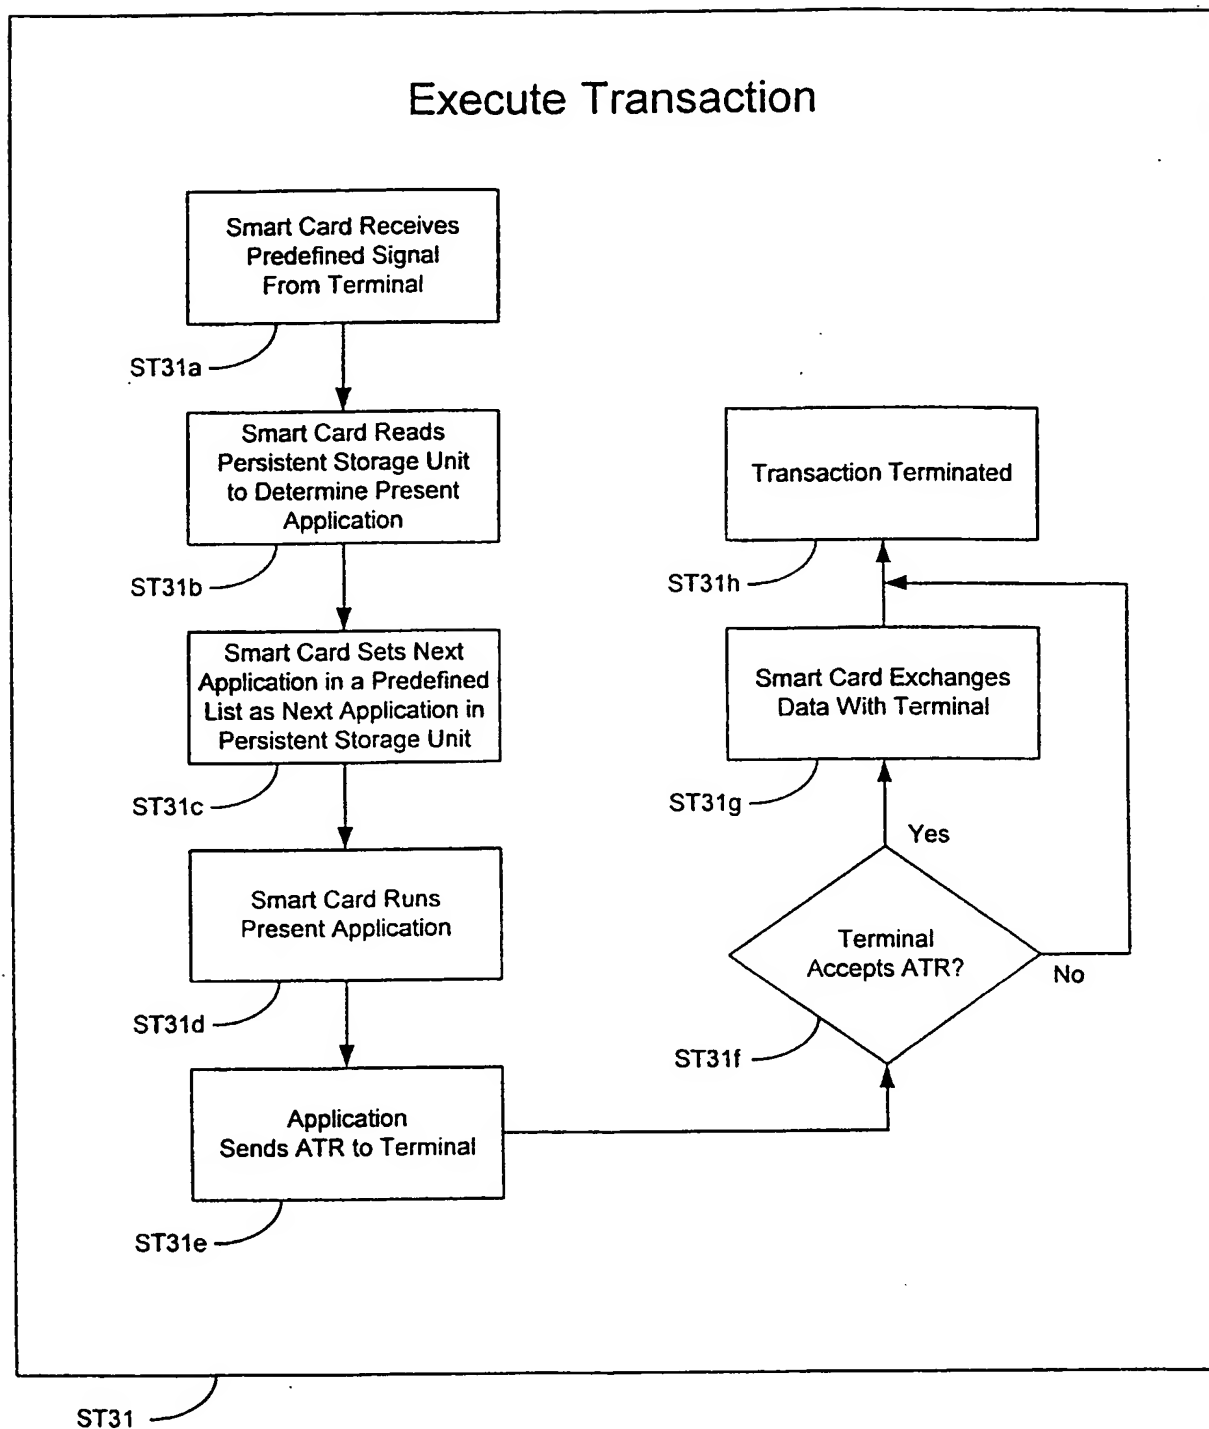 Execute Transaction
Smart Card Receives
Predefined Signal
From Terminal
ST31a
Smart Card Reads
Persistent Storage Unit
to Determine Present
Application
ST31b
Smart Card Sets Next
Application in a Predefined
List as Next Application in
Persistent Storage Unit
ST31c
Smart Card Runs
Present Application
ST31d
Application
Sends ATR to Terminal
ST31e
Transaction Terminated
ST31h
Smart Card Exchanges
Data With Terminal
ST31g
Yes
Terminal
Accepts ATR?
No
ST31f
ST31